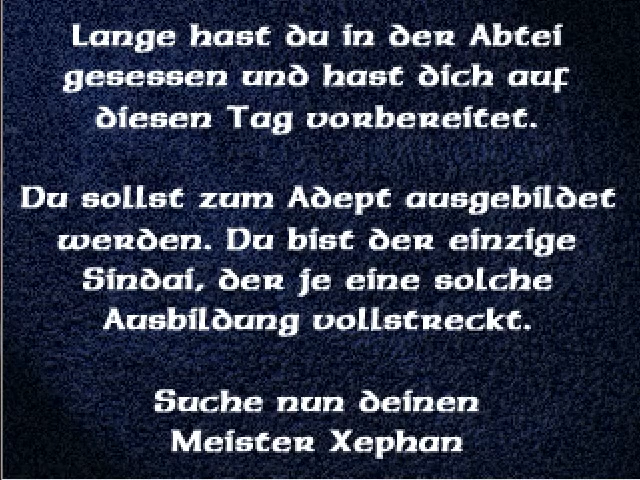 Lange hast du in der Abtei
gesessen und hast dich auf
diesen Tag vorbereitet.
Du sollst zum Adept ausgebildet
werden. Du bist der einzige
Sindai, der je eine solche
Ausbildung vollstreckt.
Suche nun deinen
Meister Xephan